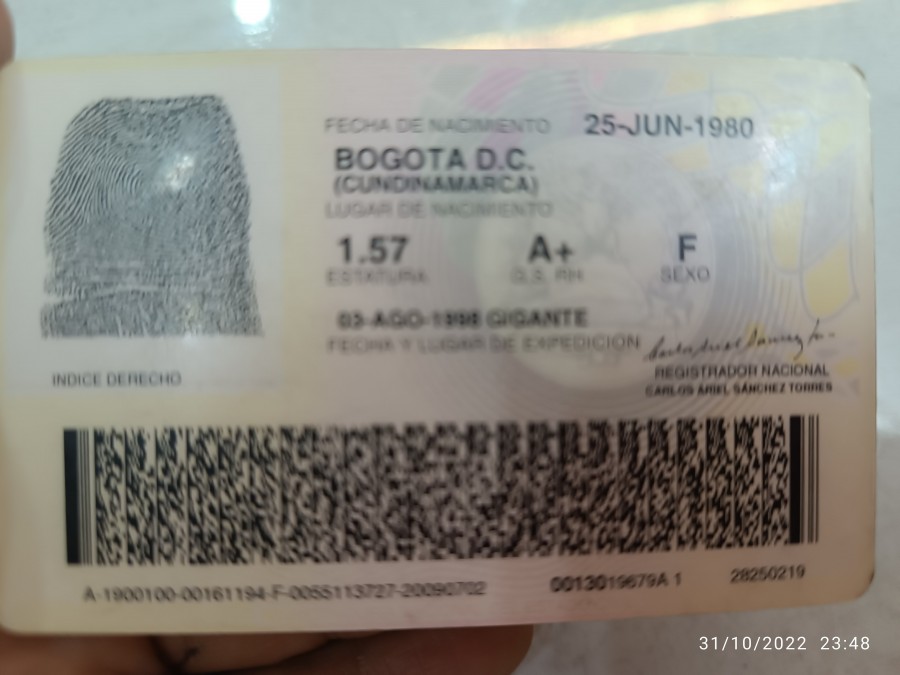 FECHA DE NACIMIENTO 25-JUN-1980
BOGOTA D.C.
(CUNDINAMARCA)
LUGAR DE NACIMIENTO
1.57 A+ F
ESTATURA G.S. RH SEXO
03-AGO-1998 GIGANTE
FECHA Y LUGAR DE EXPEDICION
REGISTRADOR NACIONAL
CARLOS ARIEL SÁNCHEZ TORRES
INDICE DERECHO
A-1900100-00161194-F-0055113727-20090702 0013019679A 1 28250219
31/10/2022 23:48